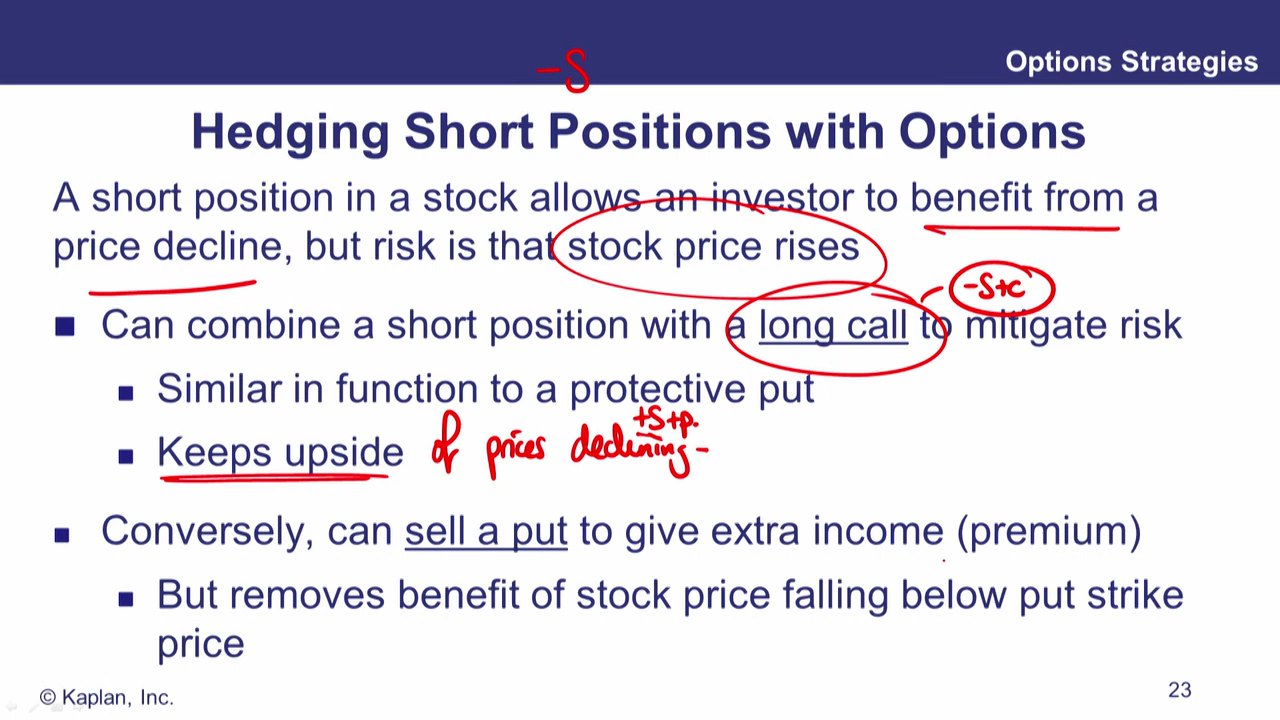 Options Strategies
-S
Hedging Short Positions with Options
A short position in a stock allows an investor to benefit from a
price decline, but risk is that stock price rises
-S+c
■ Can combine a short position with a long call to mitigate risk
■ Similar in function to a protective put
+S+p.
■ Keeps upside of prices declining-
■ Conversely, can sell a put to give extra income (premium)
■ But removes benefit of stock price falling below put strike
price
© Kaplan, Inc.
23